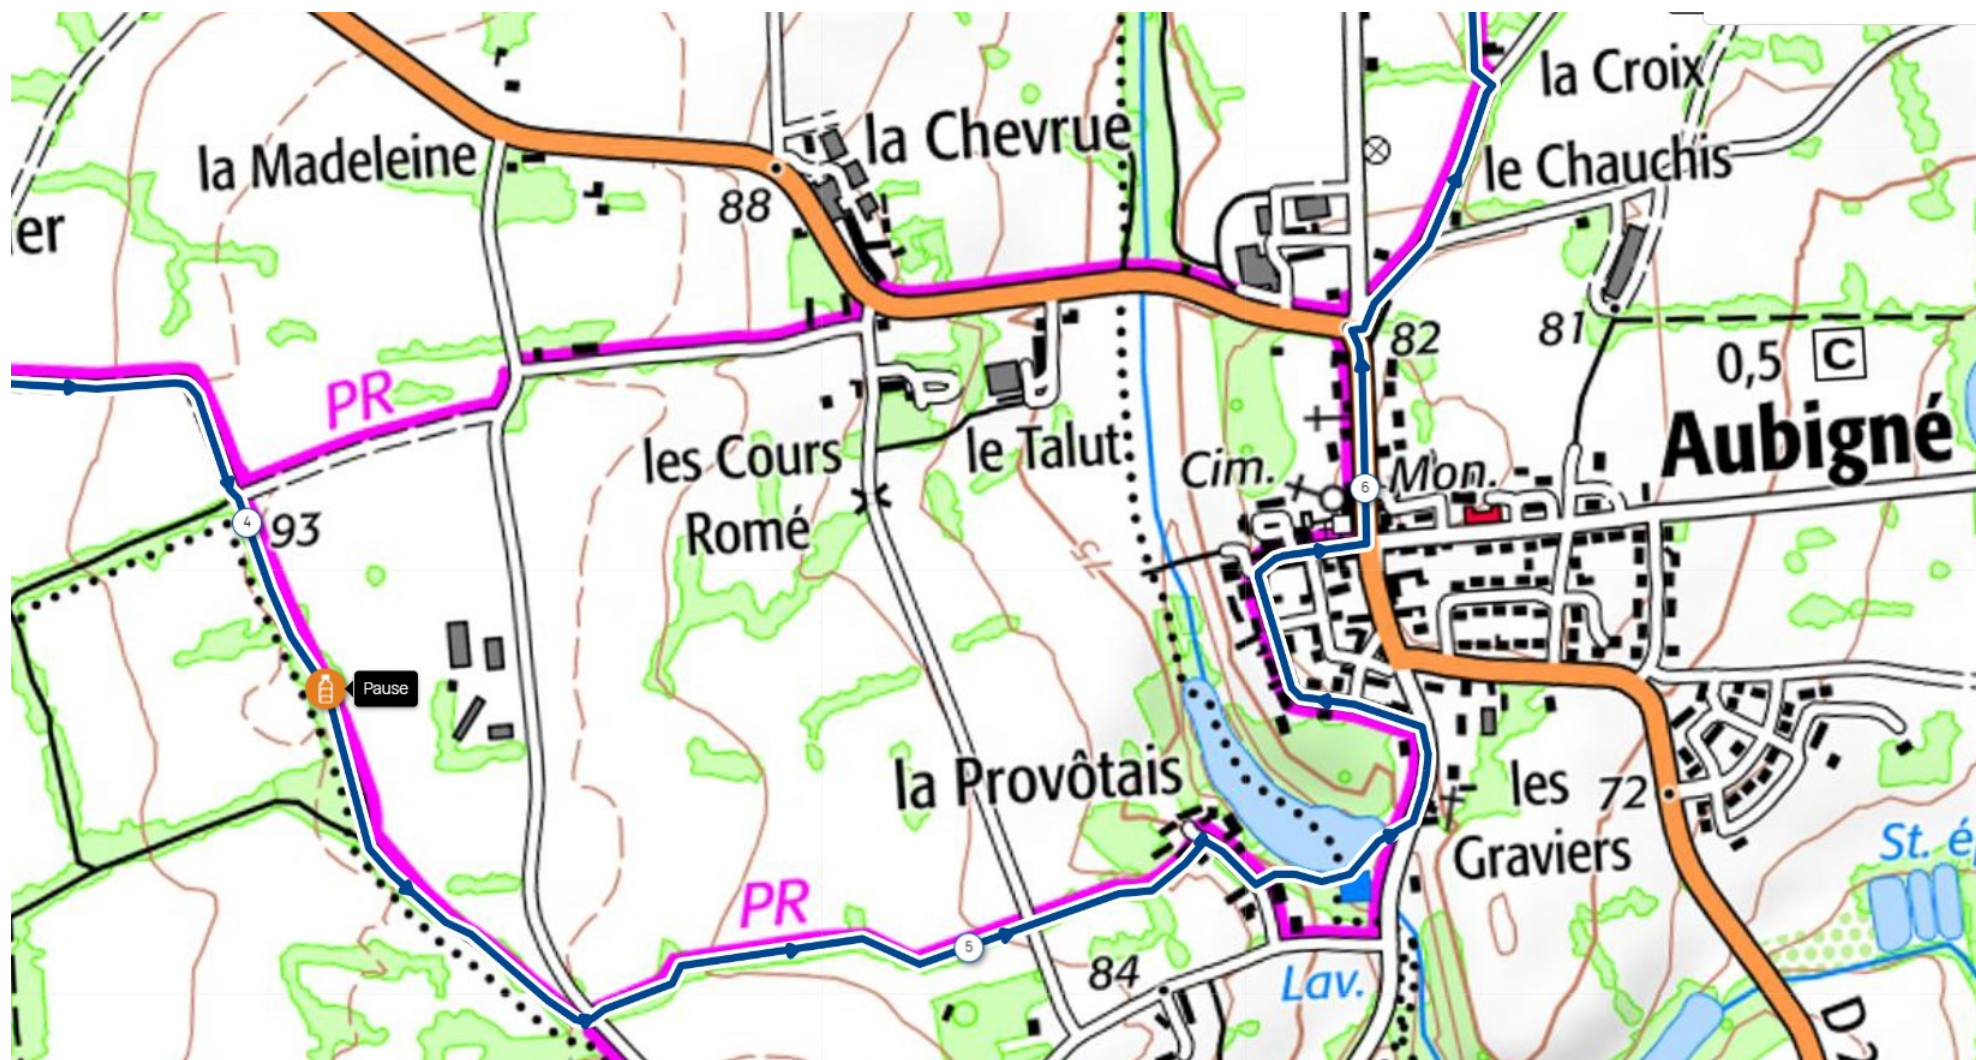 la Croix
la Chevrue
la Madeleine
le Chauchis
88
er
82
81
0,5 C
PR
Aubigné
les Cours
Romé
le Talut
Cim.
Mon.
6
4
93
15
Pause
la Provôtais
les
Graviers
72
St. é
PR
5
84
Lav.